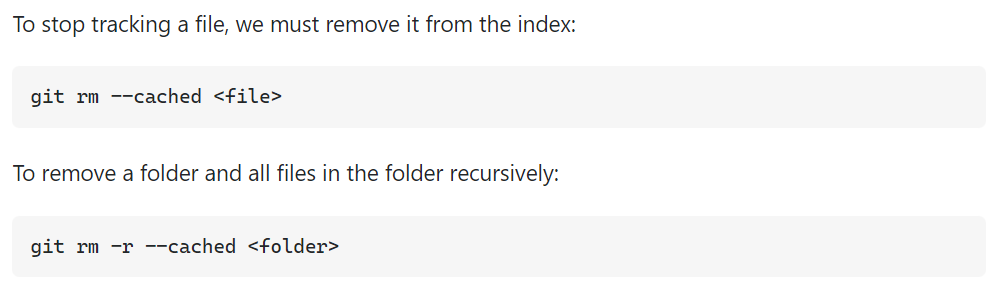 To stop tracking a file, we must remove it from the index:
git rm --cached <file>
To remove a folder and all files in the folder recursively:
git rm -r --cached <folder>